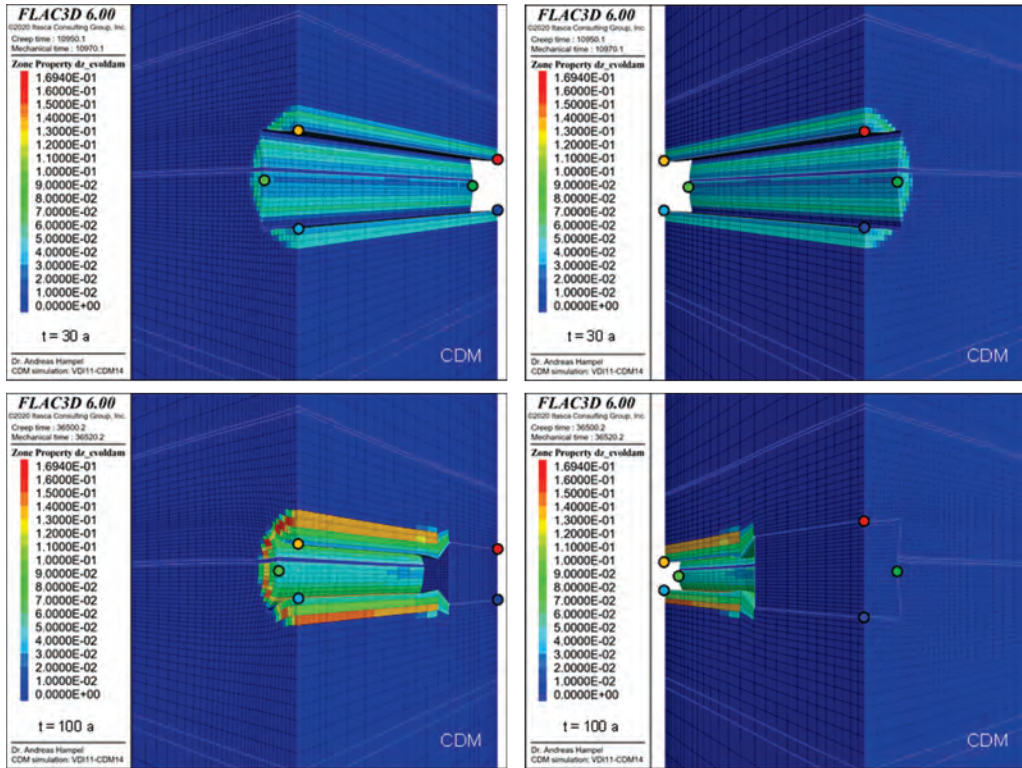 FLAC3D 6.00
©2020 Itasca Consulting Group, Inc.
Creep time : 10950.1
Mechanical time : 10970.1
Zone Property dz_evoldam
1.6940E-01
1.6000E-01
1.5000E-01
1.4000E-01
1.3000E-01
1.2000E-01
1.1000E-01
1.0000E-01
9.0000E-02
8.0000E-02
7.0000E-02
6.0000E-02
5.0000E-02
4.0000E-02
3.0000E-02
2.0000E-02
1.0000E-02
0.0000E+00
t = 30 a
Dr. Andreas Hampel
CDM simulation: VDI11-CDM14
CDM
FLAC3D 6.00
©2020 Itasca Consulting Group, Inc.
Creep time : 10950.1
Mechanical time : 10970.1
Zone Property dz_evoldam
1.6940E-01
1.6000E-01
1.5000E-01
1.4000E-01
1.3000E-01
1.2000E-01
1.1000E-01
1.0000E-01
9.0000E-02
8.0000E-02
7.0000E-02
6.0000E-02
5.0000E-02
4.0000E-02
3.0000E-02
2.0000E-02
1.0000E-02
0.0000E+00
t = 30 a
Dr. Andreas Hampel
CDM simulation: VDI11-CDM14
CDM
FLAC3D 6.00
©2020 Itasca Consulting Group, Inc.
Creep time : 36500.2
Mechanical time : 36520.2
Zone Property dz_evoldam
1.6940E-01
1.6000E-01
1.5000E-01
1.4000E-01
1.3000E-01
1.2000E-01
1.1000E-01
1.0000E-01
9.0000E-02
8.0000E-02
7.0000E-02
6.0000E-02
5.0000E-02
4.0000E-02
3.0000E-02
2.0000E-02
1.0000E-02
0.0000E+00
t = 100 a
Dr. Andreas Hampel
CDM simulation: VDI11-CDM14
CDM
FLAC3D 6.00
©2020 Itasca Consulting Group, Inc.
Creep time : 36500.2
Mechanical time : 36520.2
Zone Property dz_evoldam
1.6940E-01
1.6000E-01
1.5000E-01
1.4000E-01
1.3000E-01
1.2000E-01
1.1000E-01
1.0000E-01
9.0000E-02
8.0000E-02
7.0000E-02
6.0000E-02
5.0000E-02
4.0000E-02
3.0000E-02
2.0000E-02
1.0000E-02
0.0000E+00
t = 100 a
Dr. Andreas Hampel
CDM simulation: VDI11-CDM14
CDM